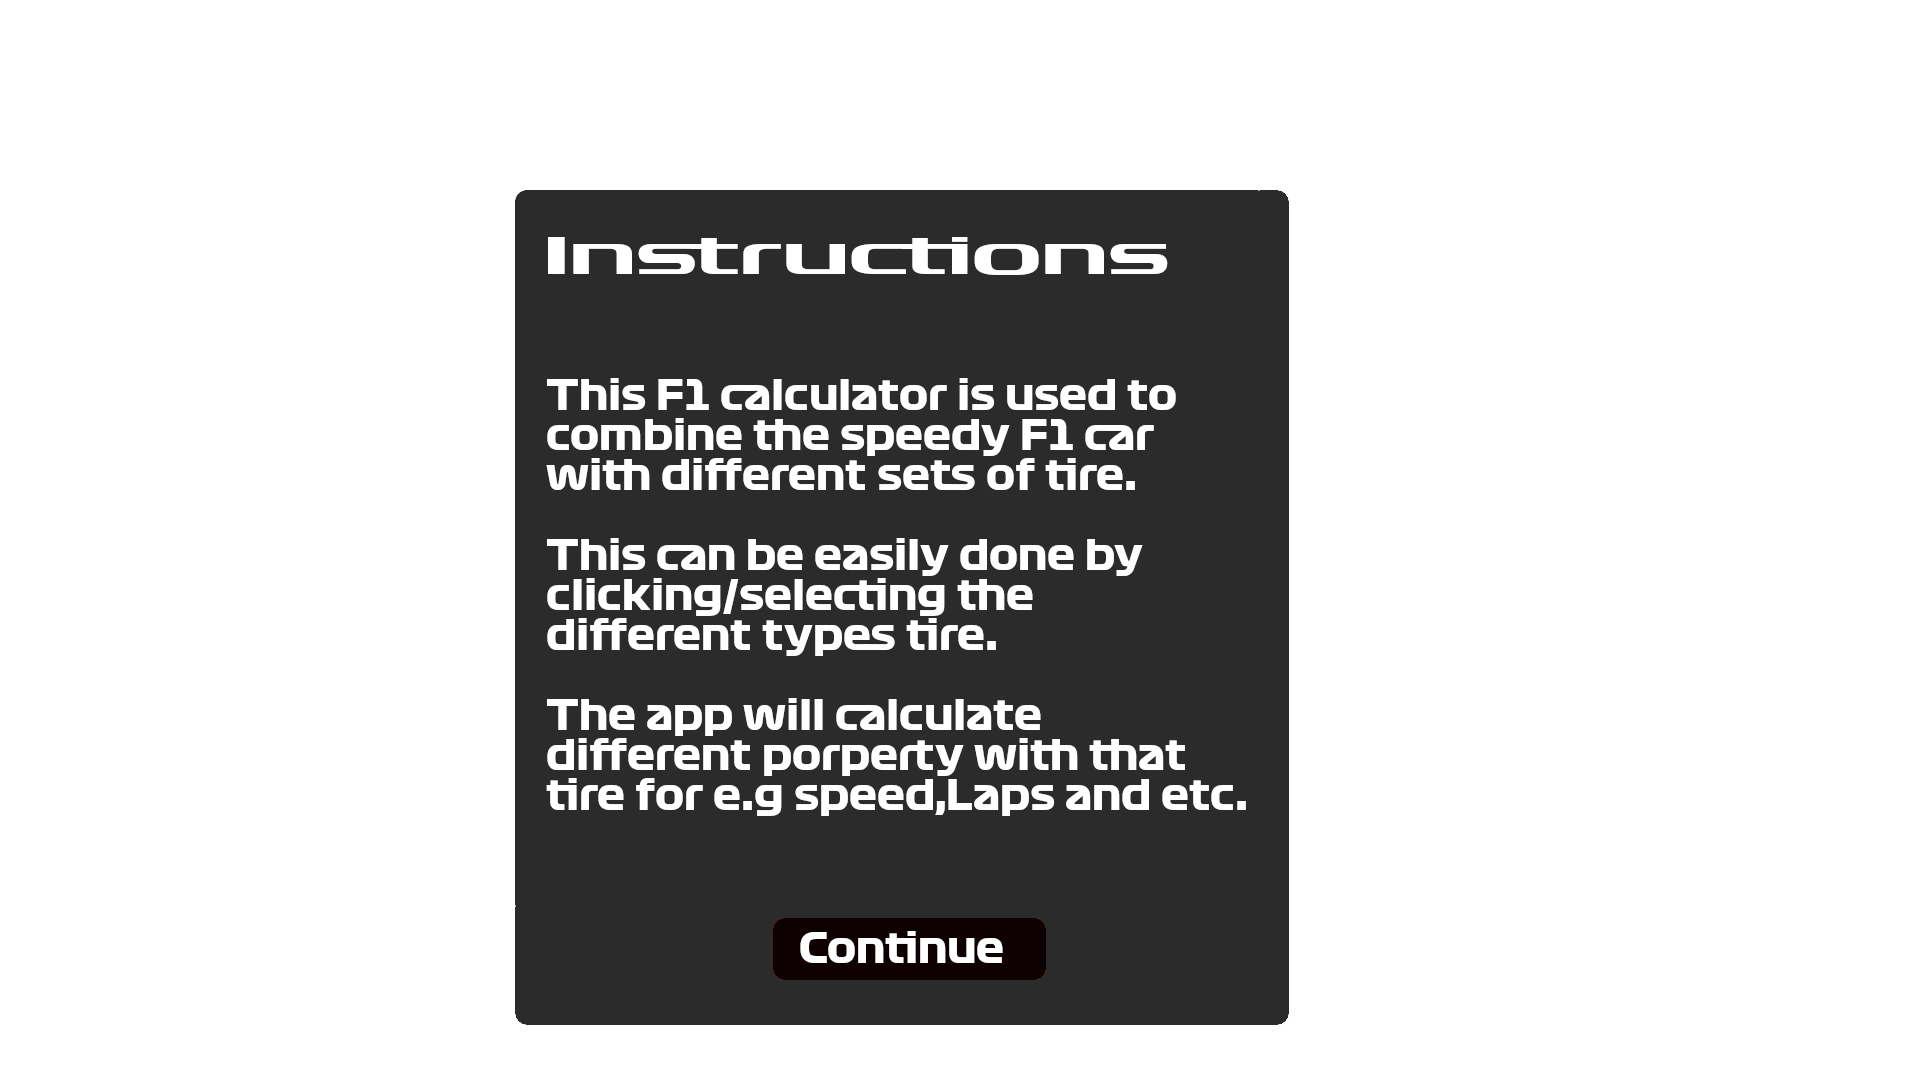 Instructions
This F1 calculator is used to
combine the speedy F1 car
with different sets of tire.
This can be easily done by
clicking/selecting the
different types tire.
The app will calculate
different porperty with that
tire for e.g speed,Laps and etc.
Continue